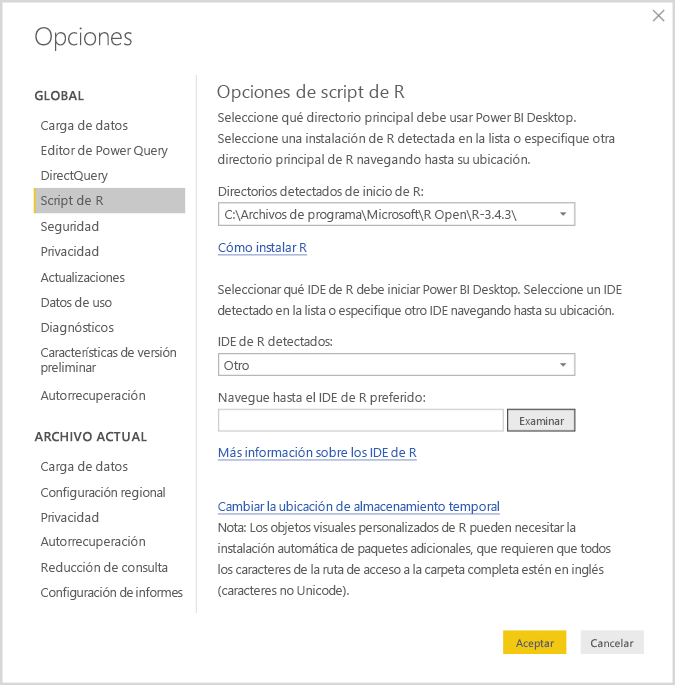 Opciones
GLOBAL
Carga de datos
Editor de Power Query
DirectQuery
Script de R
Seguridad
Privacidad
Actualizaciones
Datos de uso
Diagnósticos
Características de versión
preliminar
Autorrecuperación
ARCHIVO ACTUAL
Carga de datos
Configuración regional
Privacidad
Autorrecuperación
Reducción de consulta
Configuración de informes
Opciones de script de R
Seleccione qué directorio principal debe usar Power BI Desktop.
Seleccione una instalación de R detectada en la lista o especifique otra
directorio principal de R navegando hasta su ubicación.
Directorios detectados de inicio de R:
C:\Archivos de programa\Microsoft\R Open\R-3.4.3\
Cómo instalar R
Seleccionar qué IDE de R debe iniciar Power BI Desktop. Seleccione un IDE
detectado en la lista o especifique otro IDE navegando hasta su ubicación.
IDE de R detectados:
Otro
Navegue hasta el IDE de R preferido:
Examinar
Más información sobre los IDE de R
Cambiar la ubicación de almacenamiento temporal
Nota: Los objetos visuales personalizados de R pueden necesitar la
instalación automática de paquetes adicionales, que requieren que todos
los caracteres de la ruta de acceso a la carpeta completa estén en inglés
(caracteres no Unicode).
Aceptar
Cancelar